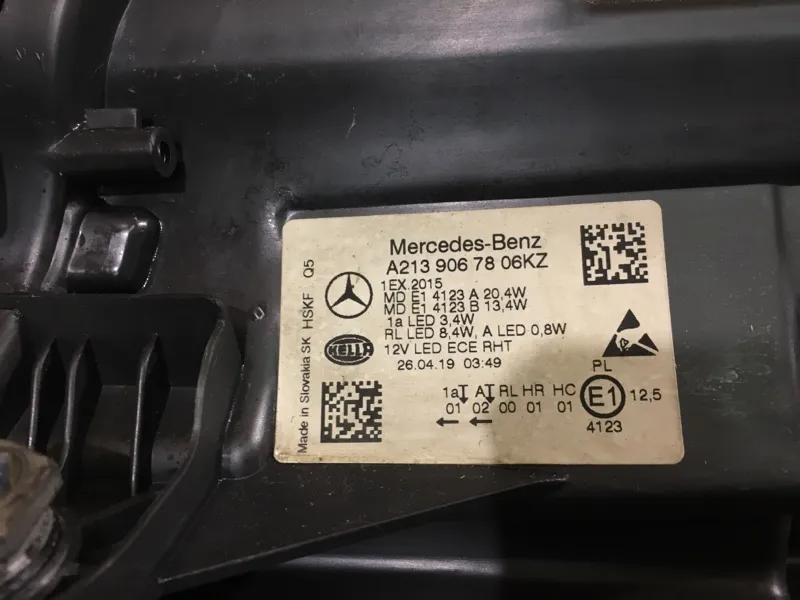 Mercedes-Benz
A213 906 78 06KZ
1EX.2015
MD E1 4123 A 20,4W
MD E1 4123 B 13,4W
1a LED 3,4W
RL LED 8,4W, A LED 0,8W
12V LED ECE RHT
26.04.19 03:49
HELLA
Made in Slovakia SK HSKF Q5
1a A RL HR HC
01 02 00 01 01
PL
E1 12,5
4123